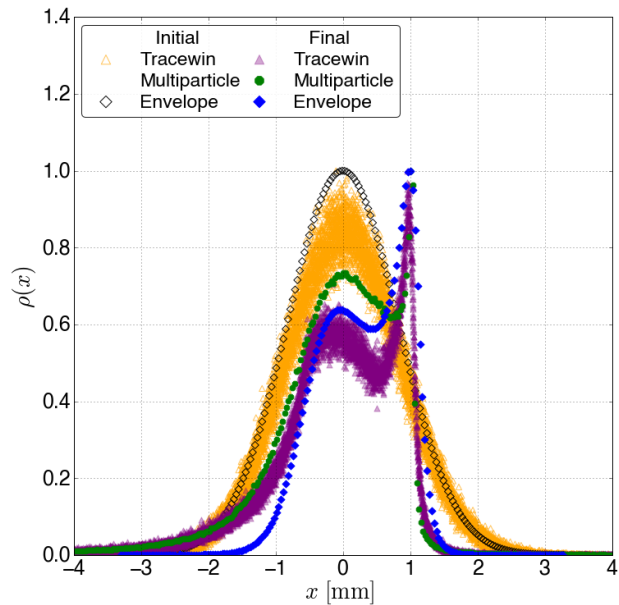 1.4
1.2
1.0
0.8
0.6
0.4
0.2
0.0
ρ(x)
Initial Final
Tracewin Tracewin
Multiparticle Multiparticle
Envelope Envelope
−4 −3 −2 −1 0 1 2 3 4
x [mm]